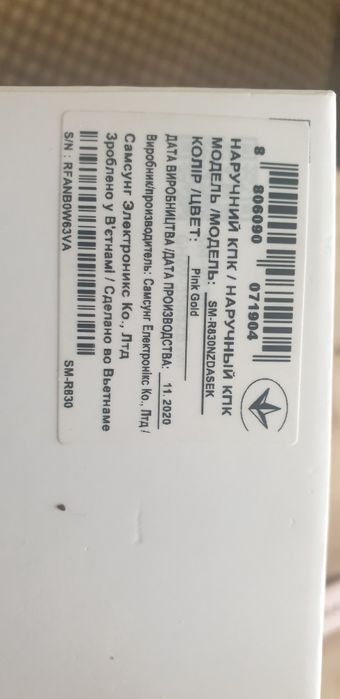 8 806090 071904
НАРУЧНИЙ КПК / НАРУЧНЫЙ КПК
МОДЕЛЬ /МОДЕЛЬ: SM-R830NZDASEK
КОЛІР /ЦВЕТ: Pink Gold
ДАТА ВИРОБНИЦТВА /ДАТА ПРОИЗВОДСТВА: 11. 2020
Виробник/производитель: Самсунг Електронікс Ко., Лтд /
Самсунг Электроникс Ко., Лтд
Зроблено у В'єтнамі / Сделано во Вьетнаме
S/N : RFANB0W63VA SM-R830